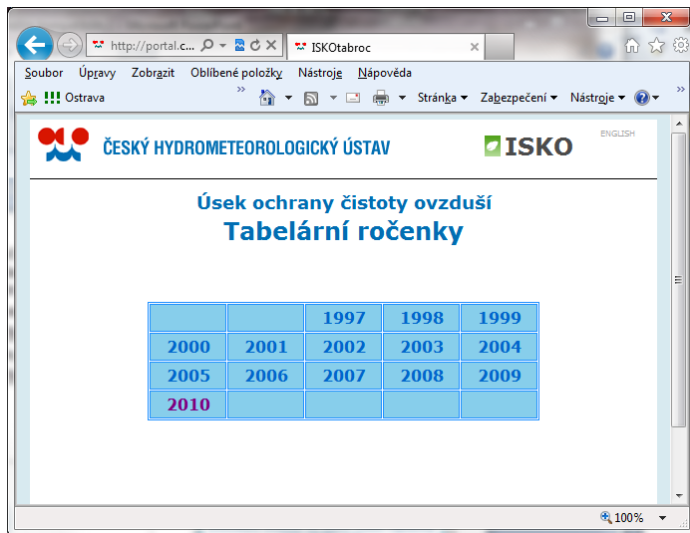 http://portal.c...
ISKOtabroc
Soubor Úpravy Zobrazit Oblíbené položky Nástroje Nápověda
Ostrava
Stránka Zabezpečení Nástroje
ČESKÝ HYDROMETEOROLOGICKÝ ÚSTAV
ISKO
ENGLISH
Úsek ochrany čistoty ovzduší
Tabelární ročenky
1997 1998 1999
2000 2001 2002 2003 2004
2005 2006 2007 2008 2009
2010
100%